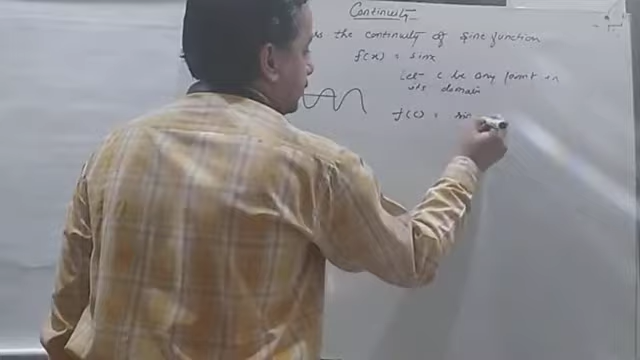 Continuity
the continuity of Sine function
f(x) = sinx
Let c be any point in
its domain
f(c) = sin